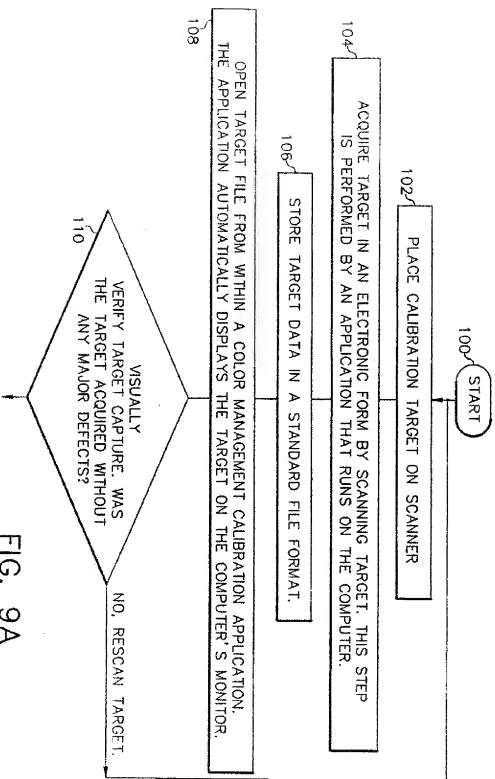 100
START
102
PLACE CALIBRATION TARGET ON SCANNER
104
ACQUIRE TARGET IN AN ELECTRONIC FORM BY SCANNING TARGET. THIS STEP
IS PERFORMED BY AN APPLICATION THAT RUNS ON THE COMPUTER.
106
STORE TARGET DATA IN A STANDARD FILE FORMAT.
108
OPEN TARGET FILE FROM WITHIN A COLOR MANAGEMENT CALIBRATION APPLICATION.
THE APPLICATION AUTOMATICALLY DISPLAYS THE TARGET ON THE COMPUTER'S MONITOR.
110
VISUALLY
VERIFY TARGET CAPTURE. WAS
THE TARGET ACQUIRED WITHOUT
ANY MAJOR DEFECTS?
NO, RESCAN TARGET.
FIG. 9A